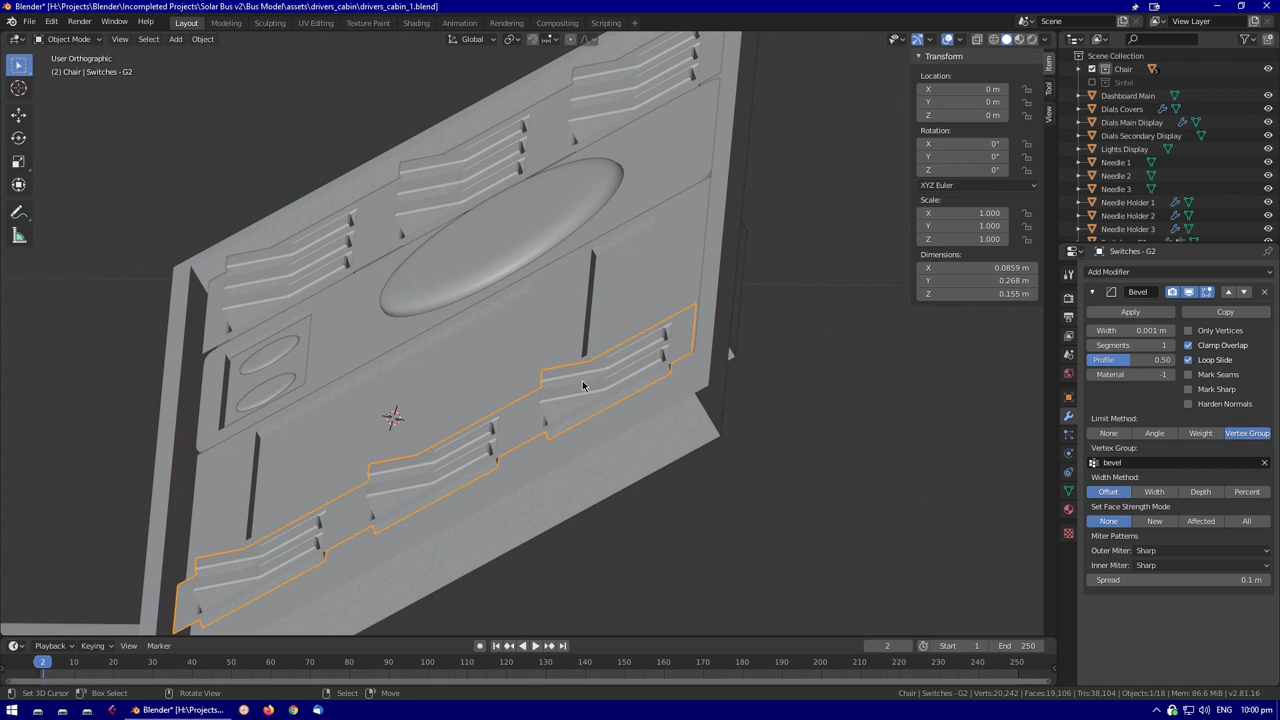 Blender* [H:\Projects\Blender\Incompleted Projects\Solar Bus v2\Bus Model\assets\drivers_cabin\drivers_cabin_1.blend]
File Edit Render Window Help Layout Modeling Sculpting UV Editing Texture Paint Shading Animation Rendering Compositing Scripting + Scene View Layer
Object Mode View Select Add Object Global
User Orthographic
(2) Chair | Switches - G2
Transform
Location:
X 0 m
Y 0 m
Z 0 m
Rotation:
X 0°
Y 0°
Z 0°
XYZ Euler
Scale:
X 1.000
Y 1.000
Z 1.000
Dimensions:
X 0.0859 m
Y 0.268 m
Z 0.155 m
Item
Tool
View
Scene Collection
Chair
Sintel
Dashboard Main
Dials Covers
Dials Main Display
Dials Secondary Display
Lights Display
Needle 1
Needle 2
Needle 3
Needle Holder 1
Needle Holder 2
Needle Holder 3
Switches - G2
Add Modifier
Bevel
Apply Copy
Width 0.001 m Only Vertices
Segments 1 Clamp Overlap
Profile 0.50 Loop Slide
Material -1 Mark Seams
Mark Sharp
Harden Normals
Limit Method:
None Angle Weight Vertex Group
Vertex Group:
bevel
Width Method:
Offset Width Depth Percent
Set Face Strength Mode
None New Affected All
Miter Patterns
Outer Miter: Sharp
Inner Miter: Sharp
Spread 0.1 m
Playback Keying View Marker 2 Start 1 End 250
2 10 20 30 40 50 60 70 80 90 100 110 120 130 140 150 160 170 180 190 200 210 220 230 240 250
Set 3D Cursor Box Select Rotate View Select Move Chair | Switches - G2 | Verts:20,242 | Faces:19,106 | Tris:38,104 | Objects:1/18 | Mem: 86.6 MiB | v2.81.16
Blender* [H:\Projects... ENG 10:00 pm